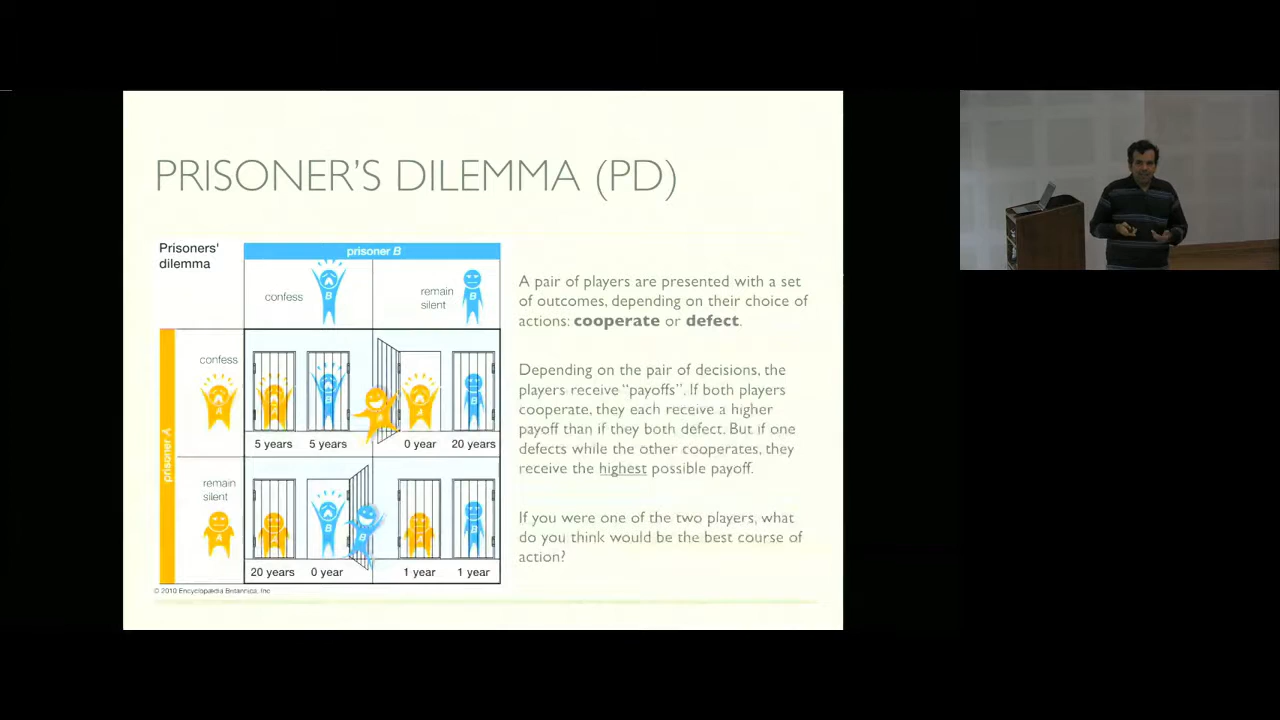 PRISONER'S DILEMMA (PD)
Prisoners'
dilemma
prisoner B
confess
B
remain
silent
B
prisoner A
confess
A
A
B
A
A
B
5 years
5 years
0 year
20 years
remain
silent
A
A
B
B
A
B
20 years
0 year
1 year
1 year
© 2010 Encyclopædia Britannica, Inc
A pair of players are presented with a set
of outcomes, depending on their choice of
actions: cooperate or defect.
Depending on the pair of decisions, the
players receive "payoffs". If both players
cooperate, they each receive a higher
payoff than if they both defect. But if one
defects while the other cooperates, they
receive the highest possible payoff.
If you were one of the two players, what
do you think would be the best course of
action?